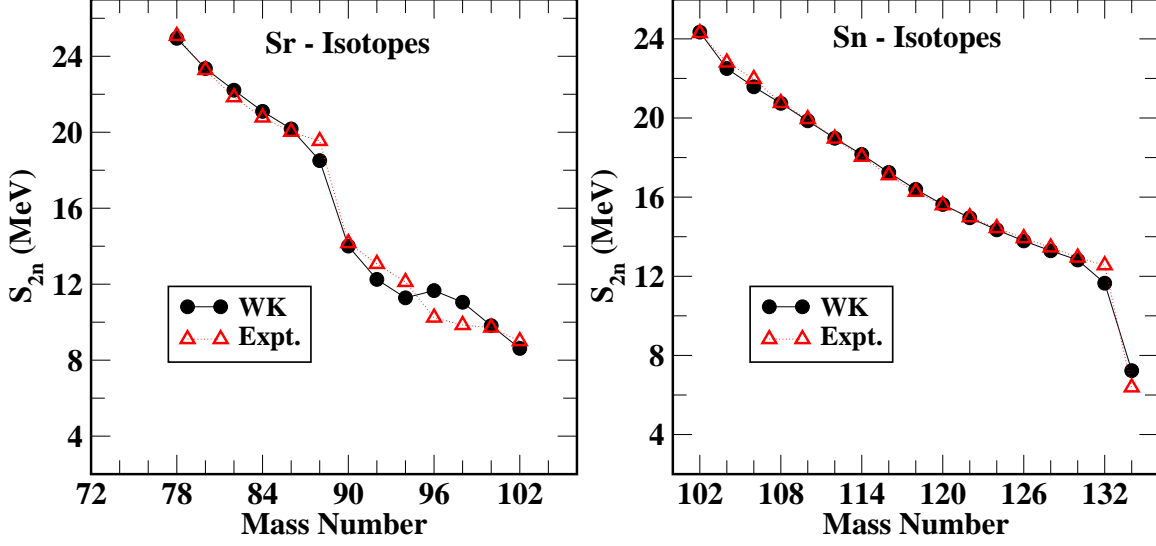 Sr - Isotopes
24
20
16
12
8
4
S2n (MeV)
WK
Expt.
72 78 84 90 96 102
Mass Number
Sn - Isotopes
24
20
16
12
8
4
S2n (MeV)
WK
Expt.
102 108 114 120 126 132
Mass Number